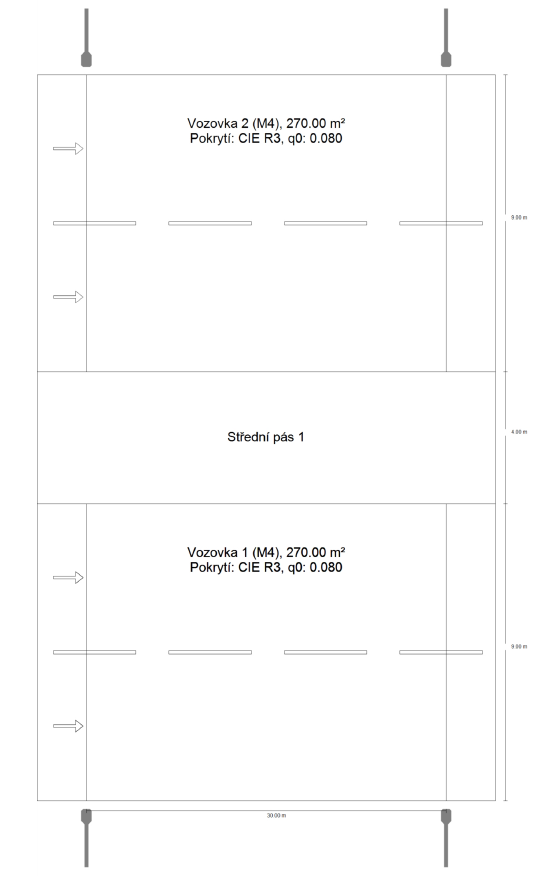 Vozovka 2 (M4), 270.00 m²
Pokrytí: CIE R3, q0: 0.080
9.00 m
Střední pás 1
4.00 m
Vozovka 1 (M4), 270.00 m²
Pokrytí: CIE R3, q0: 0.080
9.00 m
30.00 m